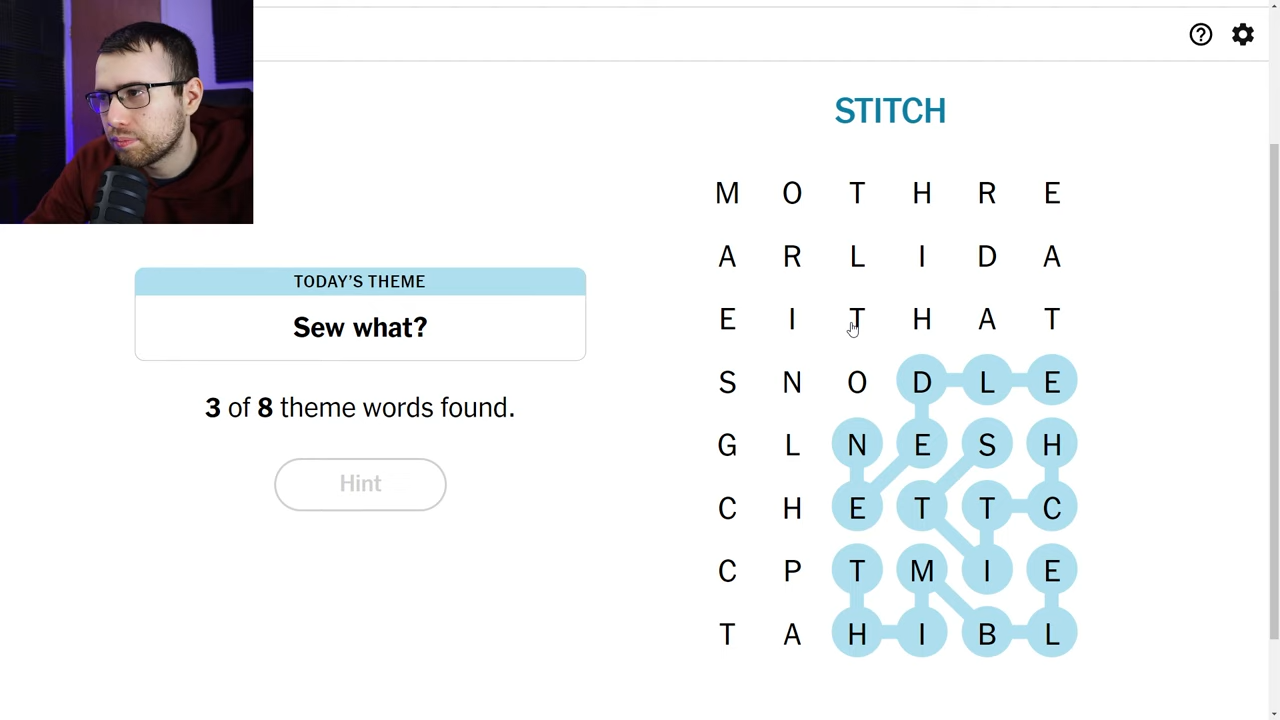 STITCH
M O T H R E
A R L I D A
TODAY'S THEME
Sew what?
E I T H A T
S N O D L E
3 of 8 theme words found.
G L N E S H
Hint
C H E T T C
C P T M I E
T A H I B L